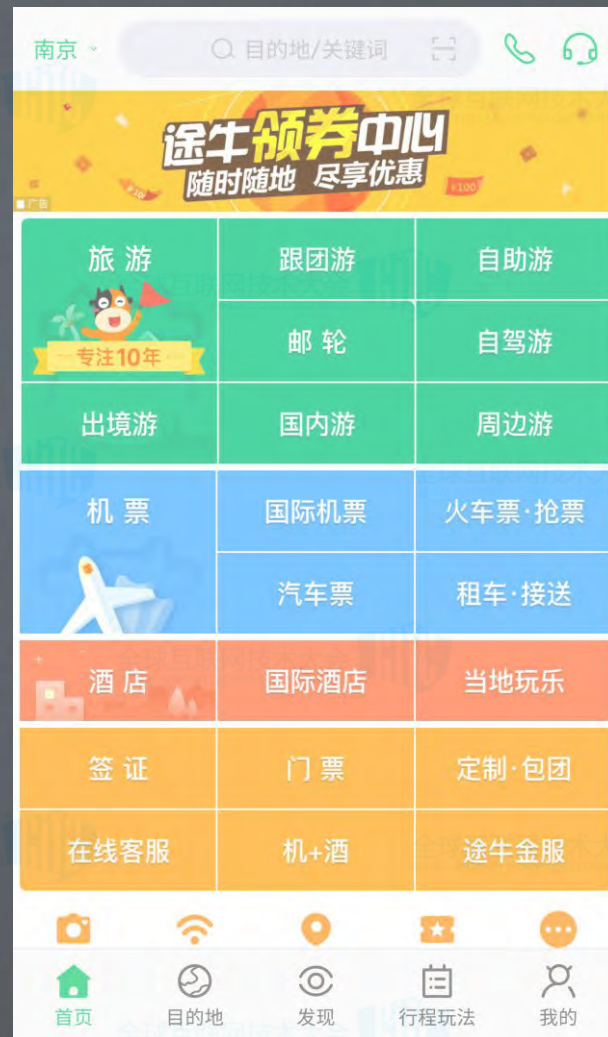 南京
目的地/关键词
途牛领券中心
随时随地 尽享优惠
¥100
广告
旅 游
跟团游
自助游
专注10年
邮 轮
自驾游
出境游
国内游
周边游
机 票
国际机票
火车票·抢票
汽车票
租车·接送
酒 店
国际酒店
当地玩乐
签 证
门 票
定制·包团
在线客服
机+酒
途牛金服
首页
目的地
发现
行程玩法
我的